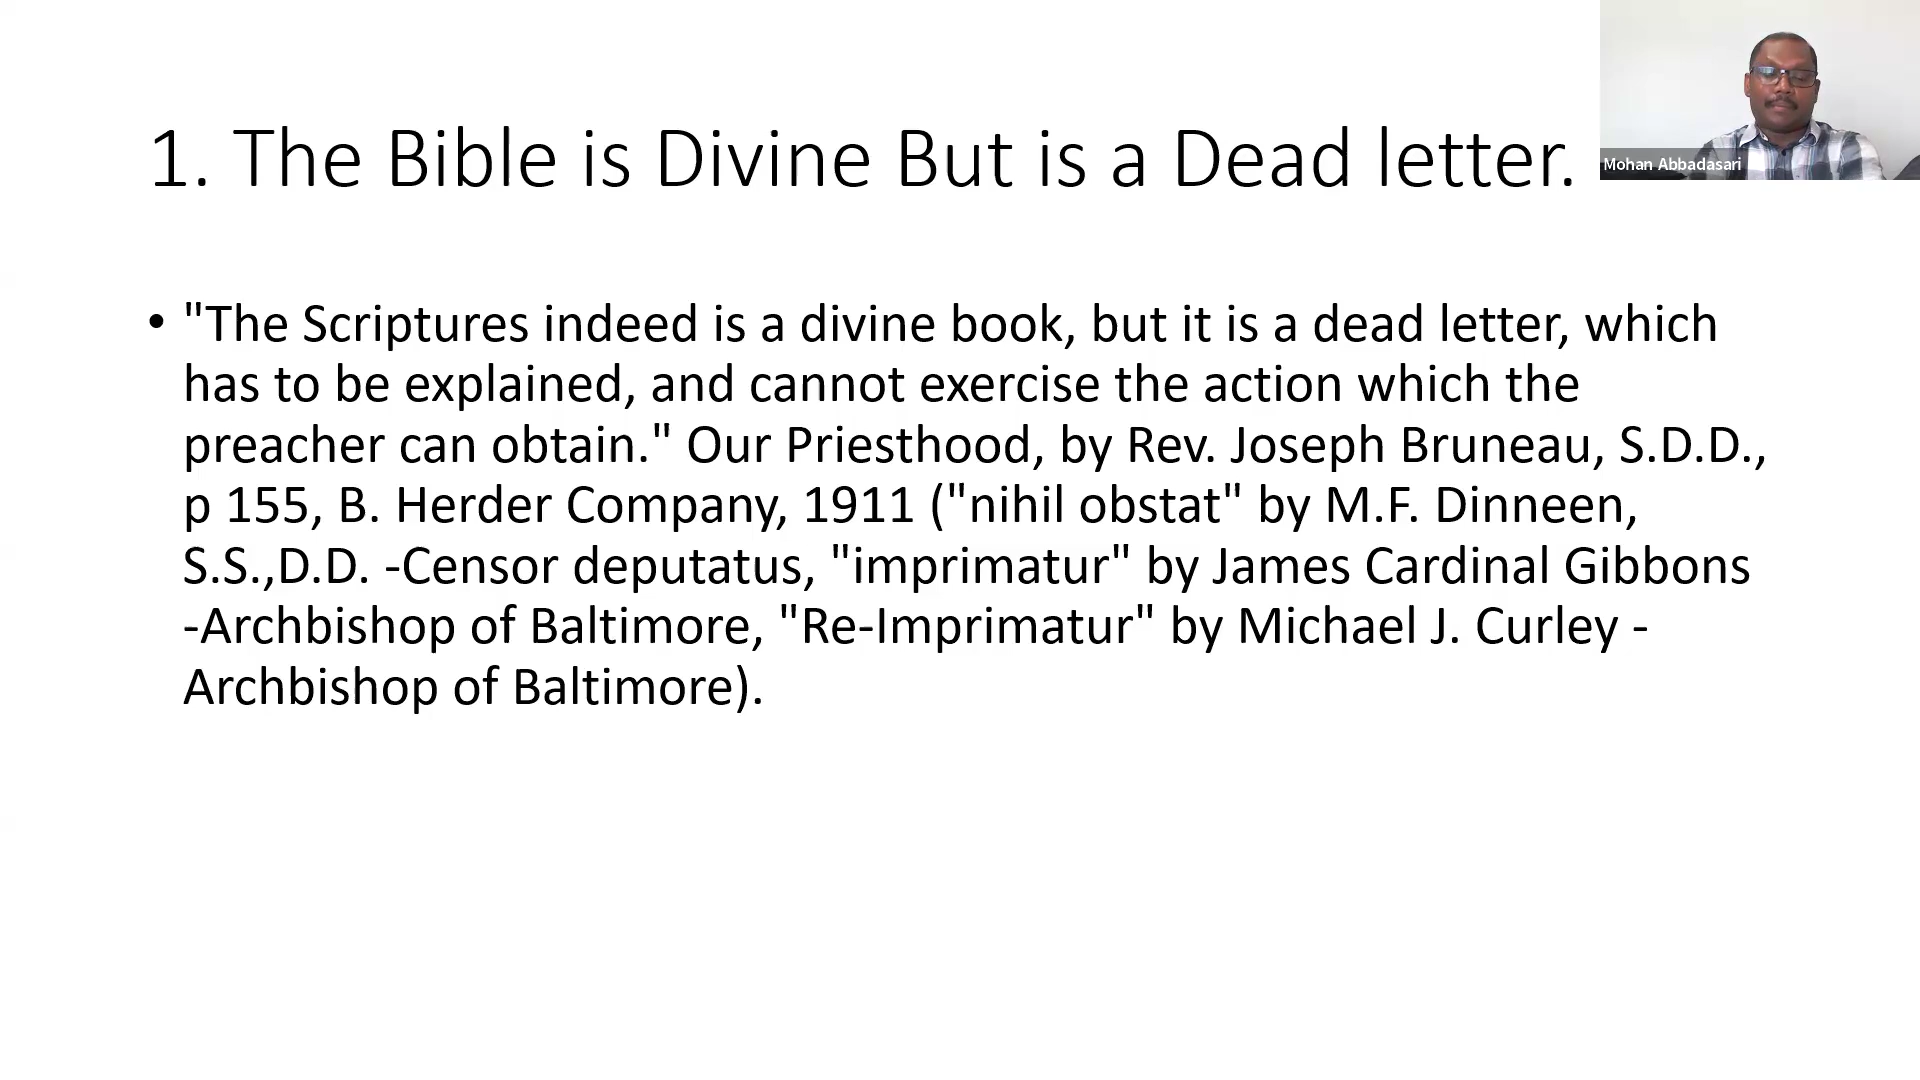 1. The Bible is Divine But is a Dead letter.
Mohan Abbadasari
• "The Scriptures indeed is a divine book, but it is a dead letter, which
has to be explained, and cannot exercise the action which the
preacher can obtain." Our Priesthood, by Rev. Joseph Bruneau, S.D.D.,
p 155, B. Herder Company, 1911 ("nihil obstat" by M.F. Dinneen,
S.S.,D.D. -Censor deputatus, "imprimatur" by James Cardinal Gibbons
-Archbishop of Baltimore, "Re-Imprimatur" by Michael J. Curley -
Archbishop of Baltimore).